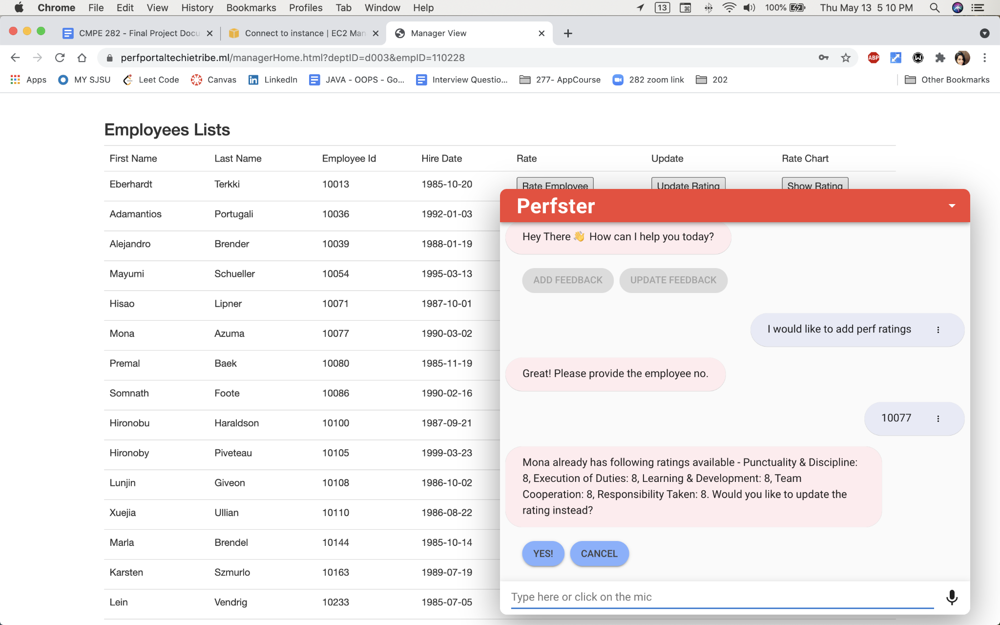 Chrome File Edit View History Bookmarks Profiles Tab Window Help 13 100% Thu May 13 5:10 PM
CMPE 282 - Final Project Docu Connect to instance | EC2 Man Manager View
perfportaltechietribe.ml/managerHome.html?deptID=d003&empID=110228 ABP
Apps MY SJSU Leet Code Canvas LinkedIn JAVA - OOPS - Go... Interview Questio... 277- AppCourse 282 zoom link 202 Other Bookmarks
Employees Lists
First Name Last Name Employee Id Hire Date Rate Update Rate Chart
Eberhardt Terkki 10013 1985-10-20 Rate Employee Update Rating Show Rating
Adamantios Portugali 10036 1992-01-03
Alejandro Brender 10039 1988-01-19
Mayumi Schueller 10054 1995-03-13
Hisao Lipner 10071 1987-10-01
Mona Azuma 10077 1990-03-02
Premal Baek 10080 1985-11-19
Somnath Foote 10086 1990-02-16
Hironobu Haraldson 10100 1987-09-21
Hironoby Piveteau 10105 1999-03-23
Lunjin Giveon 10108 1986-10-02
Xuejia Ullian 10110 1986-08-22
Marla Brendel 10144 1985-10-14
Karsten Szmurlo 10163 1989-07-19
Lein Vendrig 10233 1985-07-05
Perfster
Hey There 👋 How can I help you today?
ADD FEEDBACK UPDATE FEEDBACK
I would like to add perf ratings
Great! Please provide the employee no.
10077
Mona already has following ratings available - Punctuality & Discipline:
8, Execution of Duties: 8, Learning & Development: 8, Team
Cooperation: 8, Responsibility Taken: 8. Would you like to update the
rating instead?
YES! CANCEL
Type here or click on the mic